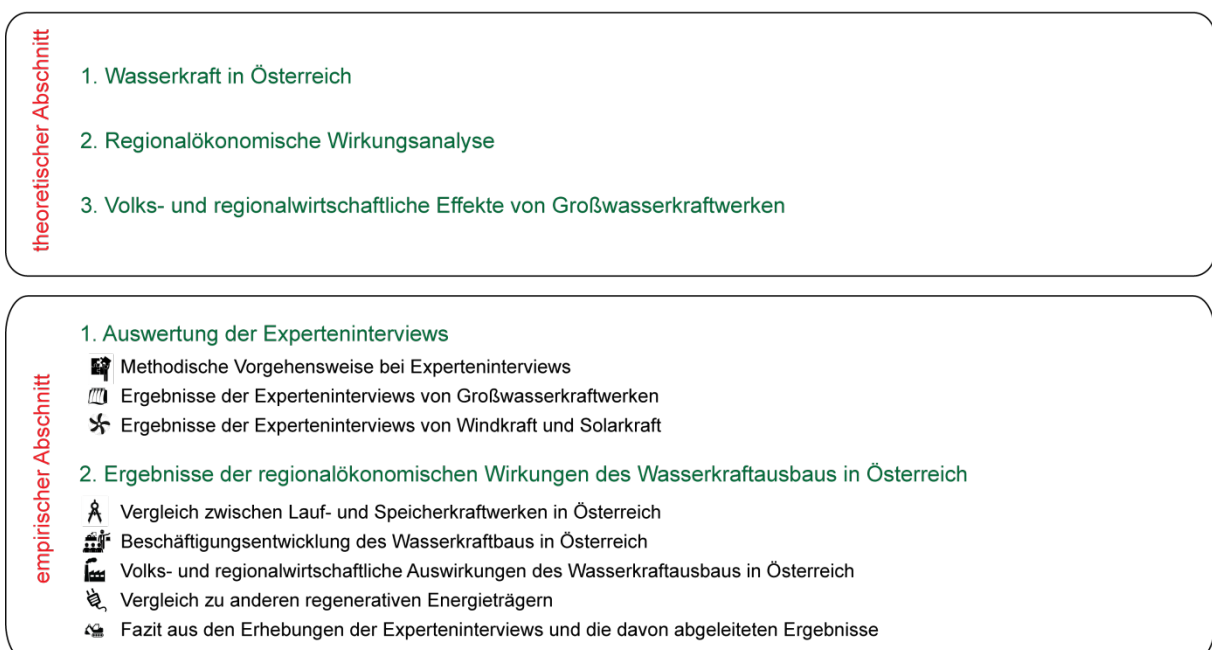 theoretischer Abschnitt
1. Wasserkraft in Österreich
2. Regionalökonomische Wirkungsanalyse
3. Volks- und regionalwirtschaftliche Effekte von Großwasserkraftwerken
empirischer Abschnitt
1. Auswertung der Experteninterviews
Methodische Vorgehensweise bei Experteninterviews
Ergebnisse der Experteninterviews von Großwasserkraftwerken
Ergebnisse der Experteninterviews von Windkraft und Solarkraft
2. Ergebnisse der regionalökonomischen Wirkungen des Wasserkraftausbaus in Österreich
Vergleich zwischen Lauf- und Speicherkraftwerken in Österreich
Beschäftigungsentwicklung des Wasserkraftbaus in Österreich
Volks- und regionalwirtschaftliche Auswirkungen des Wasserkraftausbaus in Österreich
Vergleich zu anderen regenerativen Energieträgern
Fazit aus den Erhebungen der Experteninterviews und die davon abgeleiteten Ergebnisse